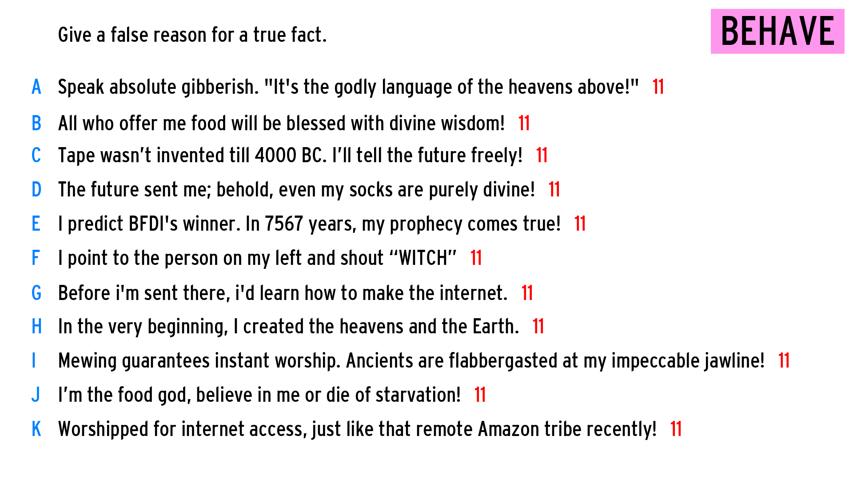 Give a false reason for a true fact.
BEHAVE
A Speak absolute gibberish. "It's the godly language of the heavens above!" 11
B All who offer me food will be blessed with divine wisdom! 11
C Tape wasn’t invented till 4000 BC. I’ll tell the future freely! 11
D The future sent me; behold, even my socks are purely divine! 11
E I predict BFDI's winner. In 7567 years, my prophecy comes true! 11
F I point to the person on my left and shout “WITCH” 11
G Before i'm sent there, i'd learn how to make the internet. 11
H In the very beginning, I created the heavens and the Earth. 11
I Mewing guarantees instant worship. Ancients are flabbergasted at my impeccable jawline! 11
J I’m the food god, believe in me or die of starvation! 11
K Worshipped for internet access, just like that remote Amazon tribe recently! 11